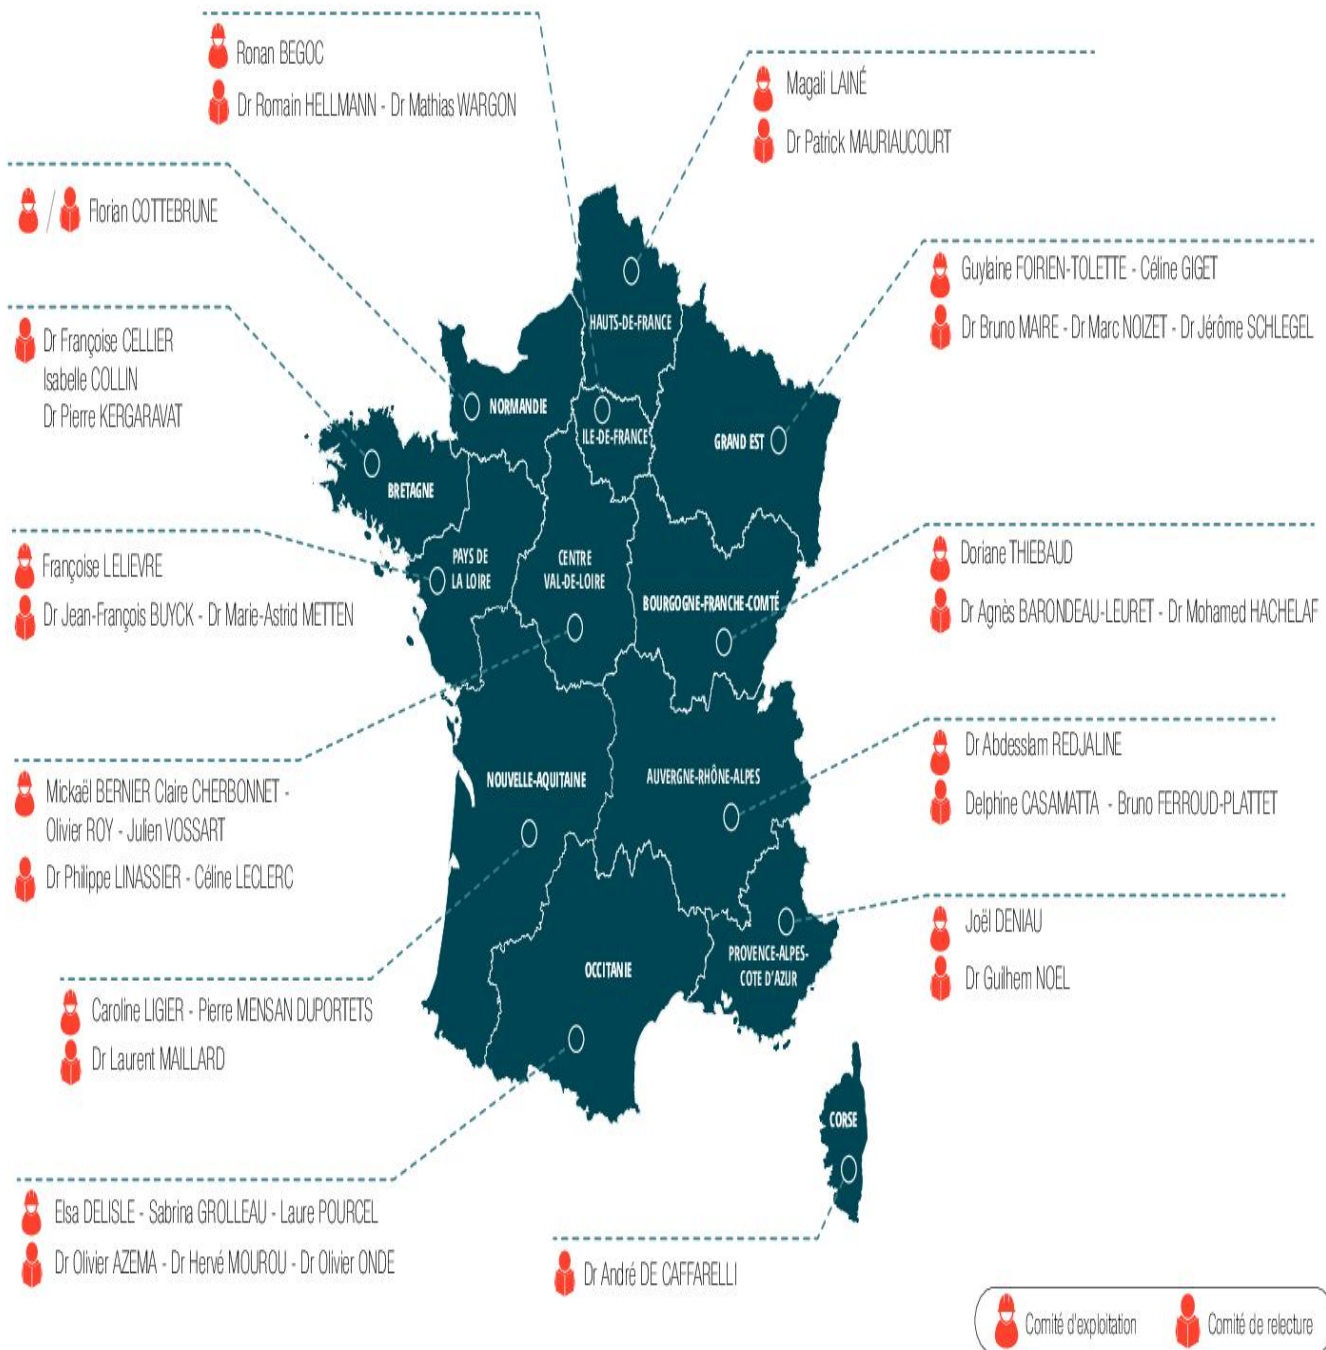 Ronan BEGOC
Dr Romain HELLMANN - Dr Mathias WARGON
Magali LAINÉ
Dr Patrick MAURIAUCOURT
/ Florian COTTEBRUNE
Guylaine FOIRIEN-TOLETTE - Céline GIGET
Dr Bruno MAIRE - Dr Marc NOIZET - Dr Jérôme SCHLEGEL
Dr Françoise CELLIER
Isabelle COLLIN
Dr Pierre KERGARAVAT
HAUTS-DE-FRANCE
NORMANDIE
ILE-DE-FRANCE
GRAND EST
BRETAGNE
Françoise LELIEVRE
Dr Jean-François BUYCK - Dr Marie-Astrid METTEN
PAYS DE
LA LOIRE
CENTRE
VAL-DE-LOIRE
BOURGOGNE-FRANCHE-COMTÉ
Doriane THIEBAUD
Dr Agnès BARONDEAU-LEURET - Dr Mohamed HACHELAF
Mickaël BERNIER Claire CHERBONNET -
Olivier ROY - Julien VOSSART
Dr Philippe LINASSIER - Céline LECLERC
NOUVELLE-AQUITAINE
AUVERGNE-RHÔNE-ALPES
Dr Abdesslam REDJALINE
Delphine CASAMATTA - Bruno FERROUD-PLATTET
Joël DENIAU
Dr Guilhem NOEL
PROVENCE-ALPES-
COTE D'AZUR
OCCITANIE
Caroline LIGIER - Pierre MENSAN DUPORTETS
Dr Laurent MAILLARD
CORSE
Elsa DELISLE - Sabrina GROLLEAU - Laure POURCEL
Dr Olivier AZEMA - Dr Hervé MOUROU - Dr Olivier ONDE
Dr André DE CAFFARELLI
Comité d'exploitation
Comité de relecture